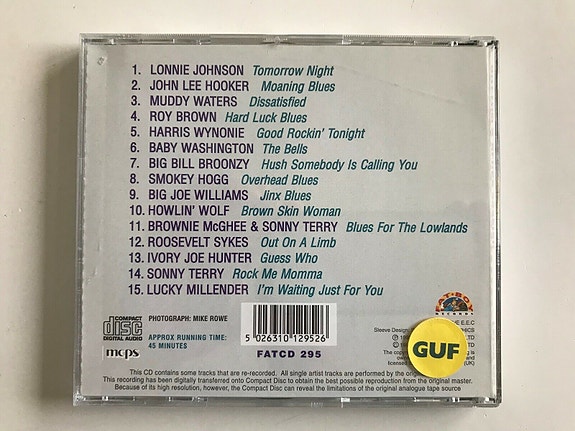 1. LONNIE JOHNSON Tomorrow Night
2. JOHN LEE HOOKER Moaning Blues
3. MUDDY WATERS Dissatisfied
4. ROY BROWN Hard Luck Blues
5. HARRIS WYNONIE Good Rockin' Tonight
6. BABY WASHINGTON The Bells
7. BIG BILL BROONZY Hush Somebody Is Calling You
8. SMOKEY HOGG Overhead Blues
9. BIG JOE WILLIAMS Jinx Blues
10. HOWLIN' WOLF Brown Skin Woman
11. BROWNIE McGHEE & SONNY TERRY Blues For The Lowlands
12. ROOSEVELT SYKES Out On A Limb
13. IVORY JOE HUNTER Guess Who
14. SONNY TERRY Rock Me Momma
15. LUCKY MILLENDER I'm Waiting Just For You
COMPACT
disc
DIGITAL AUDIO
mcps
PHOTOGRAPH: MIKE ROWE
APPROX RUNNING TIME:
45 MINUTES
5 026310 129526
FATCD 295
FAT BOY
RECORDS
E.E.C
Sleeve Design
GUF
(UK)
This CD contains some tracks that are re-recorded. All single artist tracks are performed by the original
This recording has been digitally transferred onto Compact Disc to obtain the best possible reproduction from the original master.
Because of its high resolution, however, the Compact Disc can reveal the limitations of the original analogue tape source